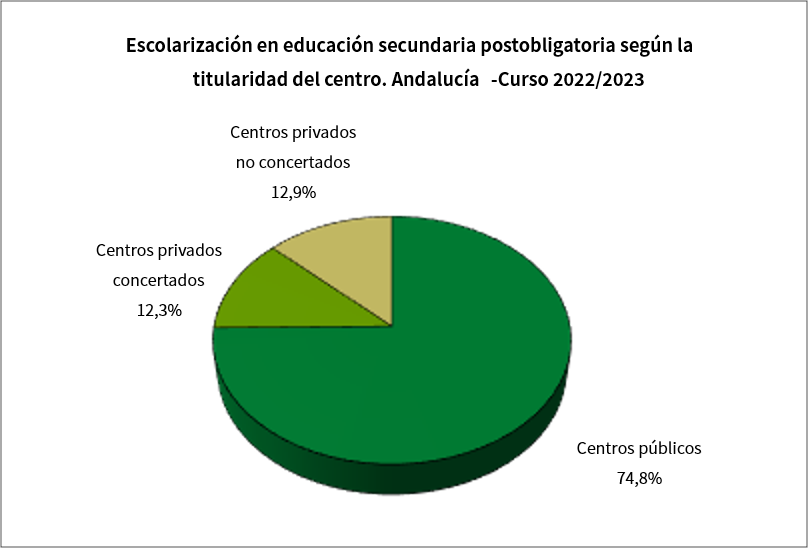 Escolarización en educación secundaria postobligatoria según la
titularidad del centro. Andalucía  -Curso 2022/2023
Centros privados
no concertados
12,9%
Centros privados
concertados
12,3%
Centros públicos
74,8%